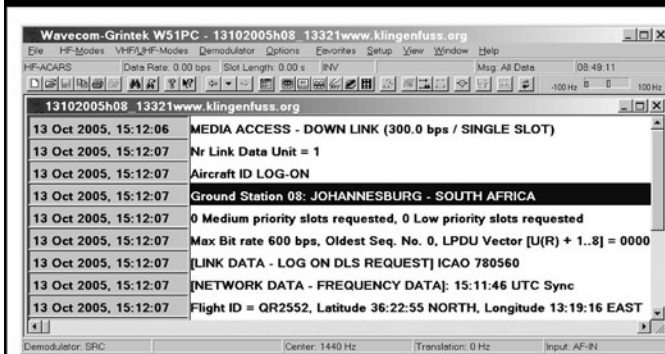 Wavecom-Grintek W51PC - 13102005h08_13321www.klingenfuss.org
File HF-Modes VHF/UHF-Modes Demodulator Options Favorites Setup View Window Help
HF-ACARS Data Rate: 0.00 bps Slot Length: 0.00 s INV Msg: All Data 08:49:11
-100 Hz 0 100 Hz
13102005h08_13321www.klingenfuss.org
13 Oct 2005, 15:12:06 MEDIA ACCESS - DOWN LINK (300.0 bps / SINGLE SLOT)
13 Oct 2005, 15:12:07 Nr Link Data Unit = 1
13 Oct 2005, 15:12:07 Aircraft ID LOG-ON
13 Oct 2005, 15:12:07 Ground Station 08: JOHANNESBURG - SOUTH AFRICA
13 Oct 2005, 15:12:07 0 Medium priority slots requested, 0 Low priority slots requested
13 Oct 2005, 15:12:07 Max Bit rate 600 bps, Oldest Seq. No. 0, LPDU Vector [U(R) + 1..8] = 0000
13 Oct 2005, 15:12:07 [LINK DATA - LOG ON DLS REQUEST] ICAO 780560
13 Oct 2005, 15:12:07 [NETWORK DATA - FREQUENCY DATA]: 15:11:46 UTC Sync
13 Oct 2005, 15:12:07 Flight ID = QR2552, Latitude 36:22:55 NORTH, Longitude 13:19:16 EAST
Demodulator: SRC Center: 1440 Hz Translation: 0 Hz Input: AF-IN